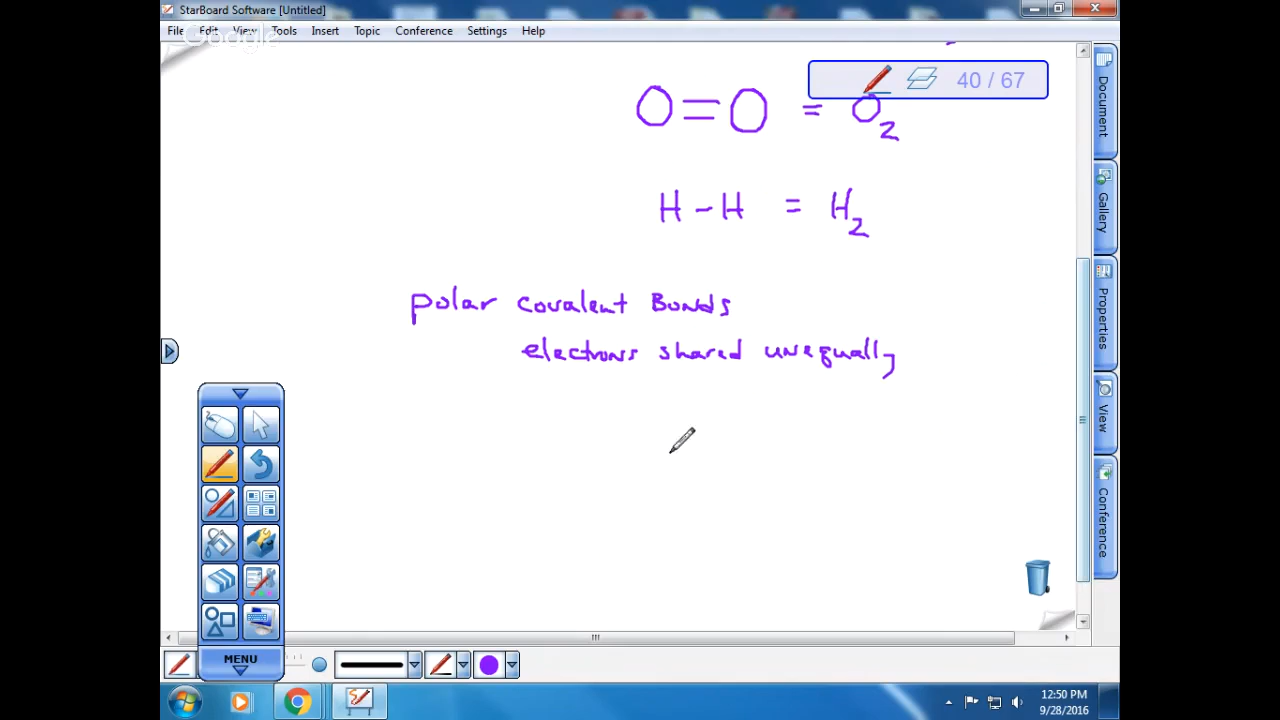 StarBoard Software [Untitled]
File Edit View Tools Insert Topic Conference Settings Help
Google
40 / 67
O=O = O₂
H-H = H₂
polar covalent Bonds
electrons shared unequally
Document
Gallery
Properties
View
Conference
MENU
12:50 PM
9/28/2016